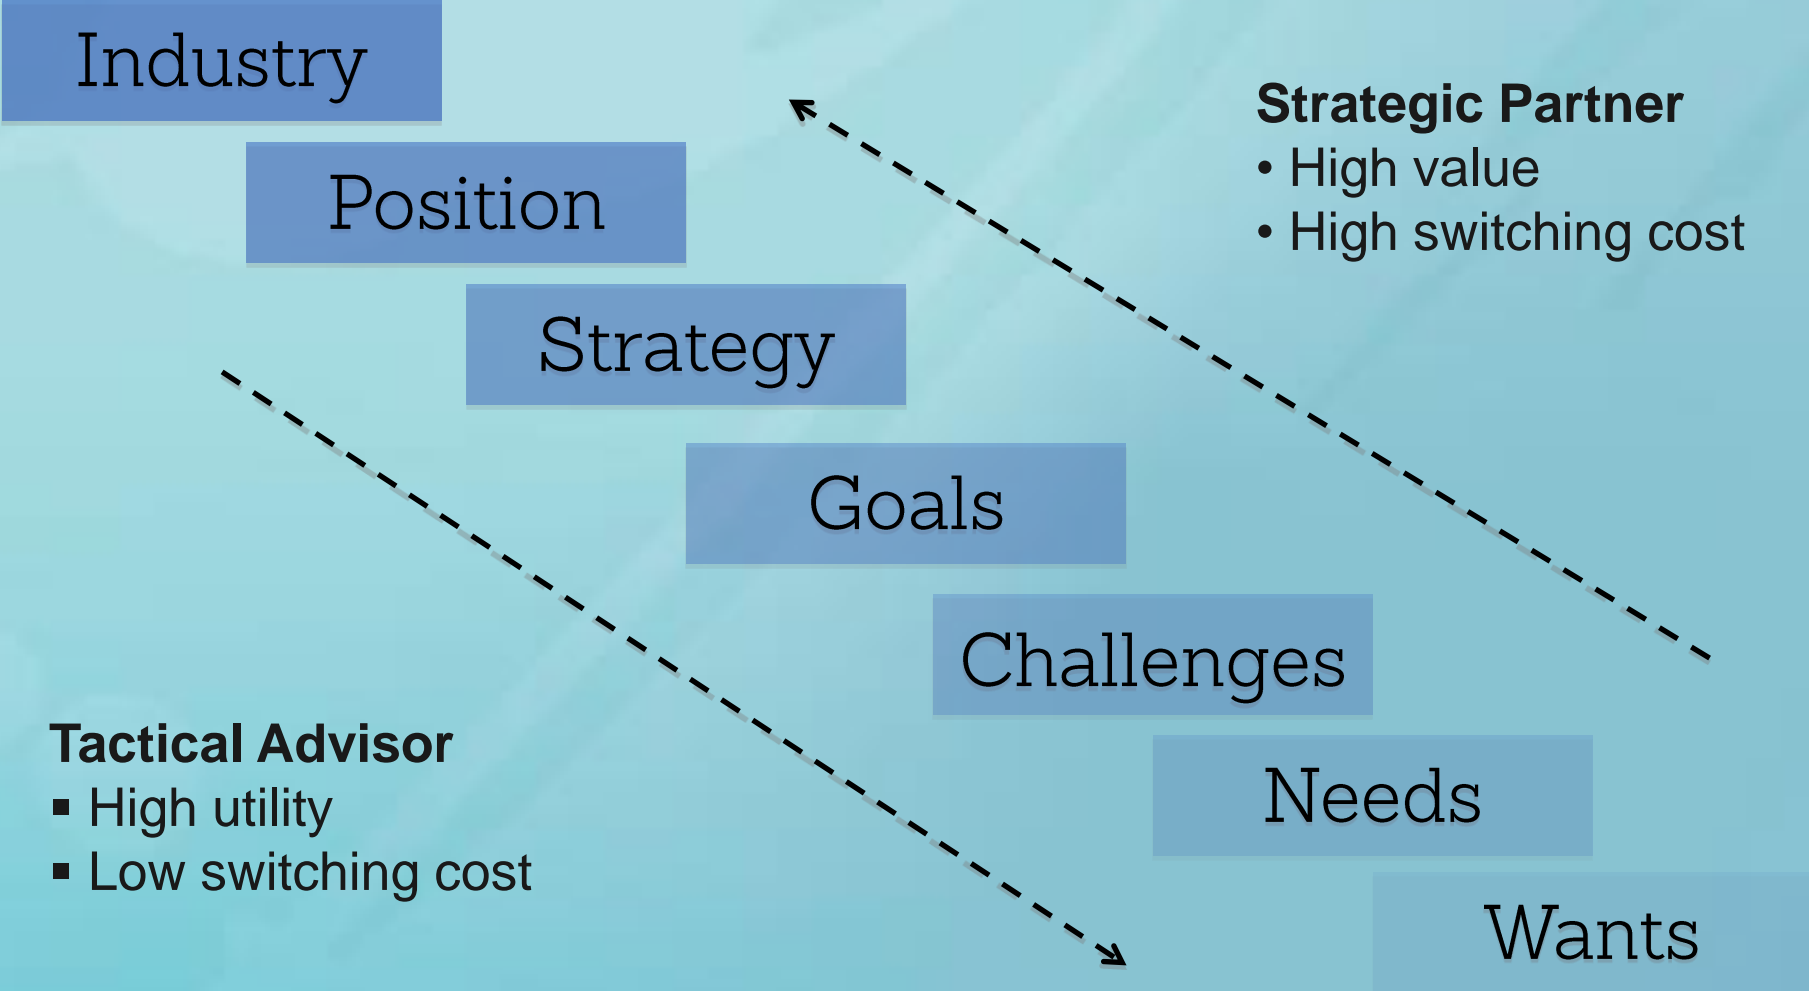 Industry
Position
Strategy
Goals
Challenges
Needs
Wants
Strategic Partner
• High value
• High switching cost
Tactical Advisor
▪ High utility
▪ Low switching cost